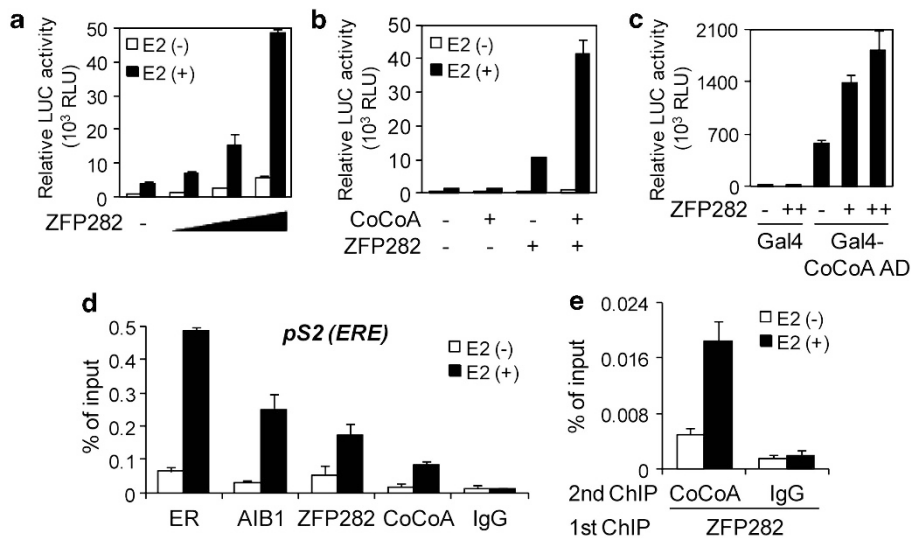 a
Relative LUC activity
(10³ RLU)
50
40
30
20
10
0
E2 (-)
E2 (+)
ZFP282 -
b
Relative LUC activity
(10³ RLU)
50
40
30
20
10
0
E2 (-)
E2 (+)
CoCoA - + - +
ZFP282 - - + +
c
Relative LUC activity
(10³ RLU)
2100
1400
700
0
ZFP282 - ++ - + ++
Gal4 Gal4-
CoCoA AD
d
% of input
0.5
0.4
0.3
0.2
0.1
0
pS2 (ERE)
E2 (-)
E2 (+)
ER AIB1 ZFP282 CoCoA IgG
e
% of input
0.024
0.016
0.008
0
E2 (-)
E2 (+)
2nd ChIP CoCoA IgG
1st ChIP ZFP282